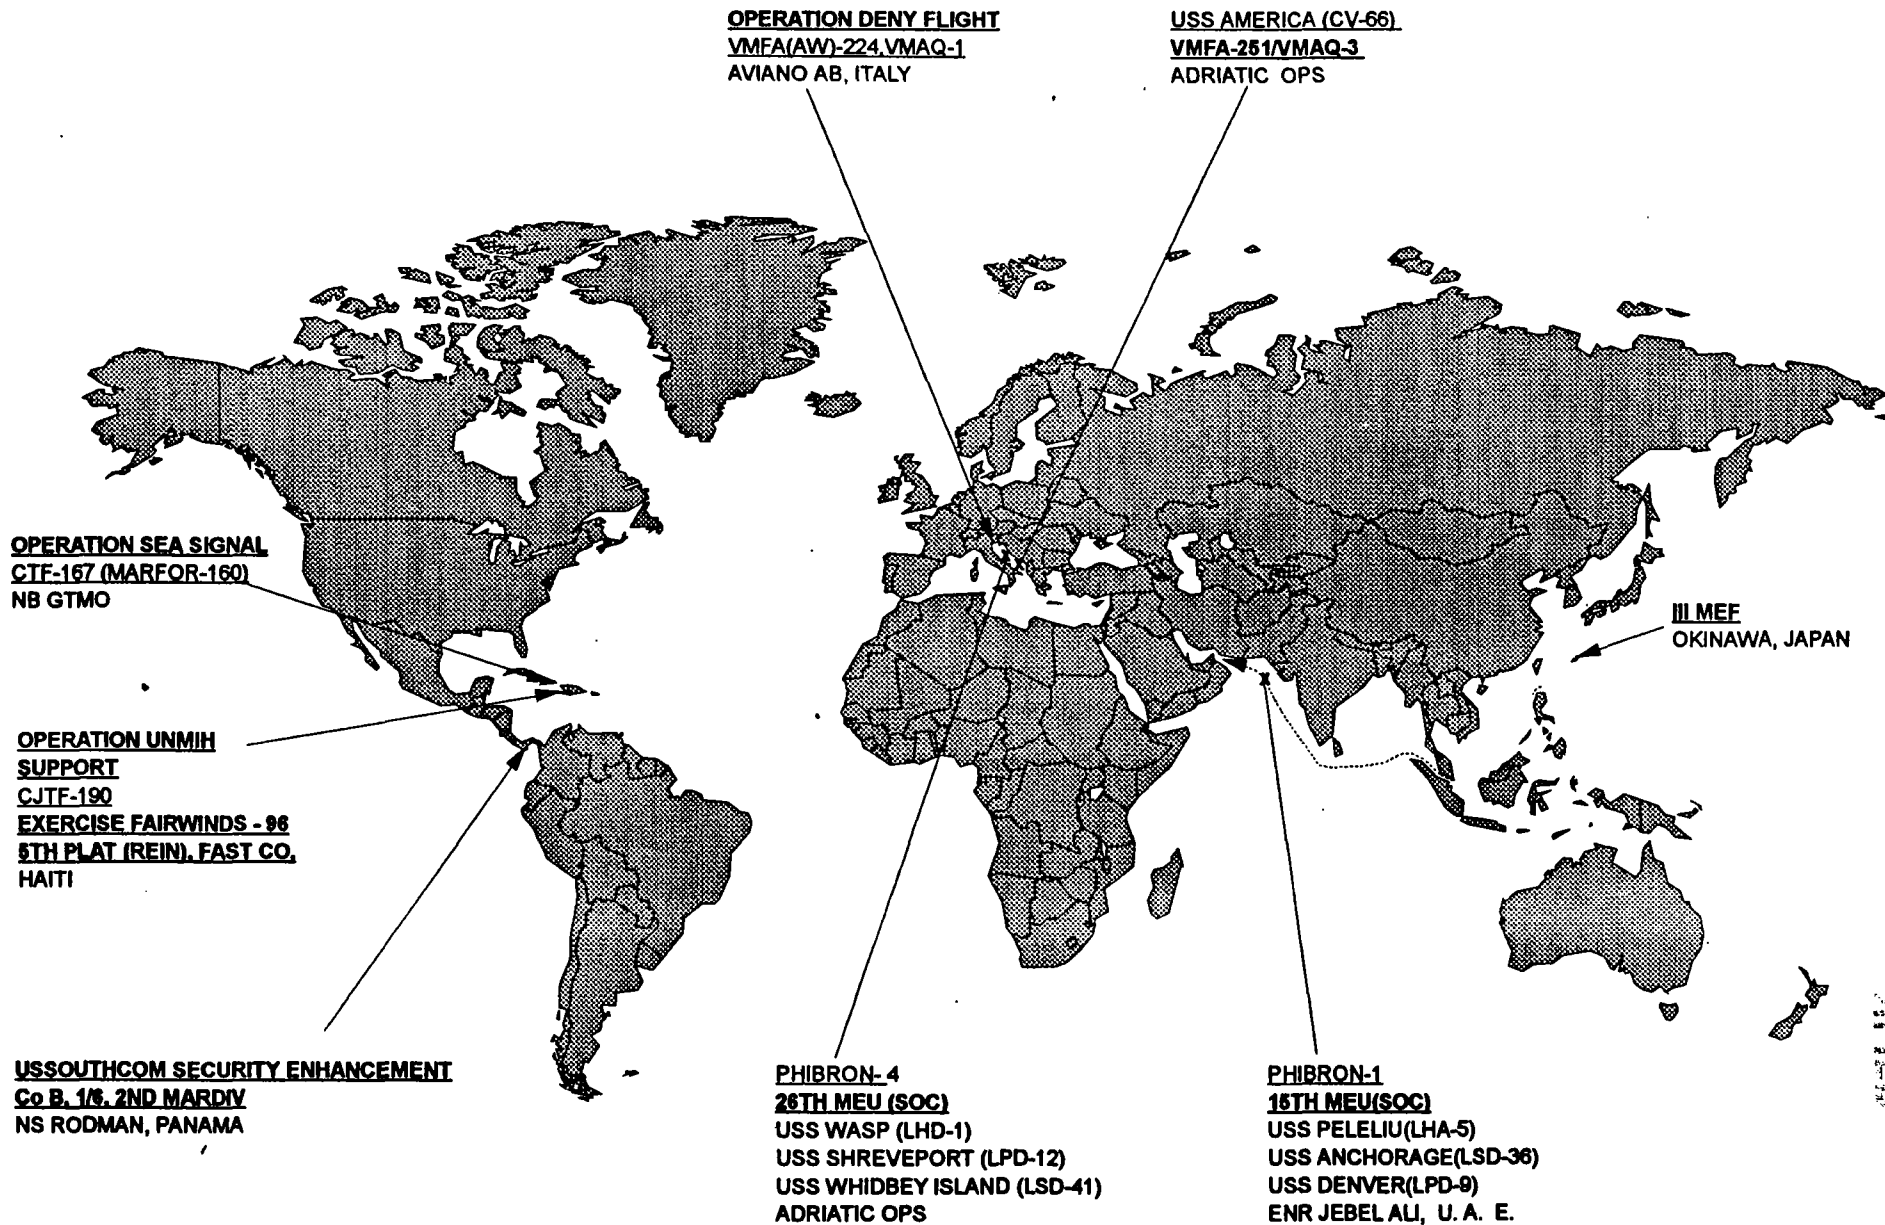 OPERATION DENY FLIGHT
VMFA(AW)-224,VMAQ-1
AVIANO AB, ITALY
USS AMERICA (CV-66)
VMFA-251/VMAQ-3
ADRIATIC OPS
OPERATION SEA SIGNAL
CTF-167 (MARFOR-160)
NB GTMO
III MEF
OKINAWA, JAPAN
X
OPERATION UNMIH
SUPPORT
CJTF-190
EXERCISE FAIRWINDS - 96
5TH PLAT (REIN), FAST CO,
HAITI
USSOUTHCOM SECURITY ENHANCEMENT
Co B, 1/6, 2ND MARDIV
NS RODMAN, PANAMA
PHIBRON- 4
26TH MEU (SOC)
USS WASP (LHD-1)
USS SHREVEPORT (LPD-12)
USS WHIDBEY ISLAND (LSD-41)
ADRIATIC OPS
PHIBRON-1
15TH MEU(SOC)
USS PELELIU(LHA-5)
USS ANCHORAGE(LSD-36)
USS DENVER(LPD-9)
ENR JEBEL ALI, U. A. E.